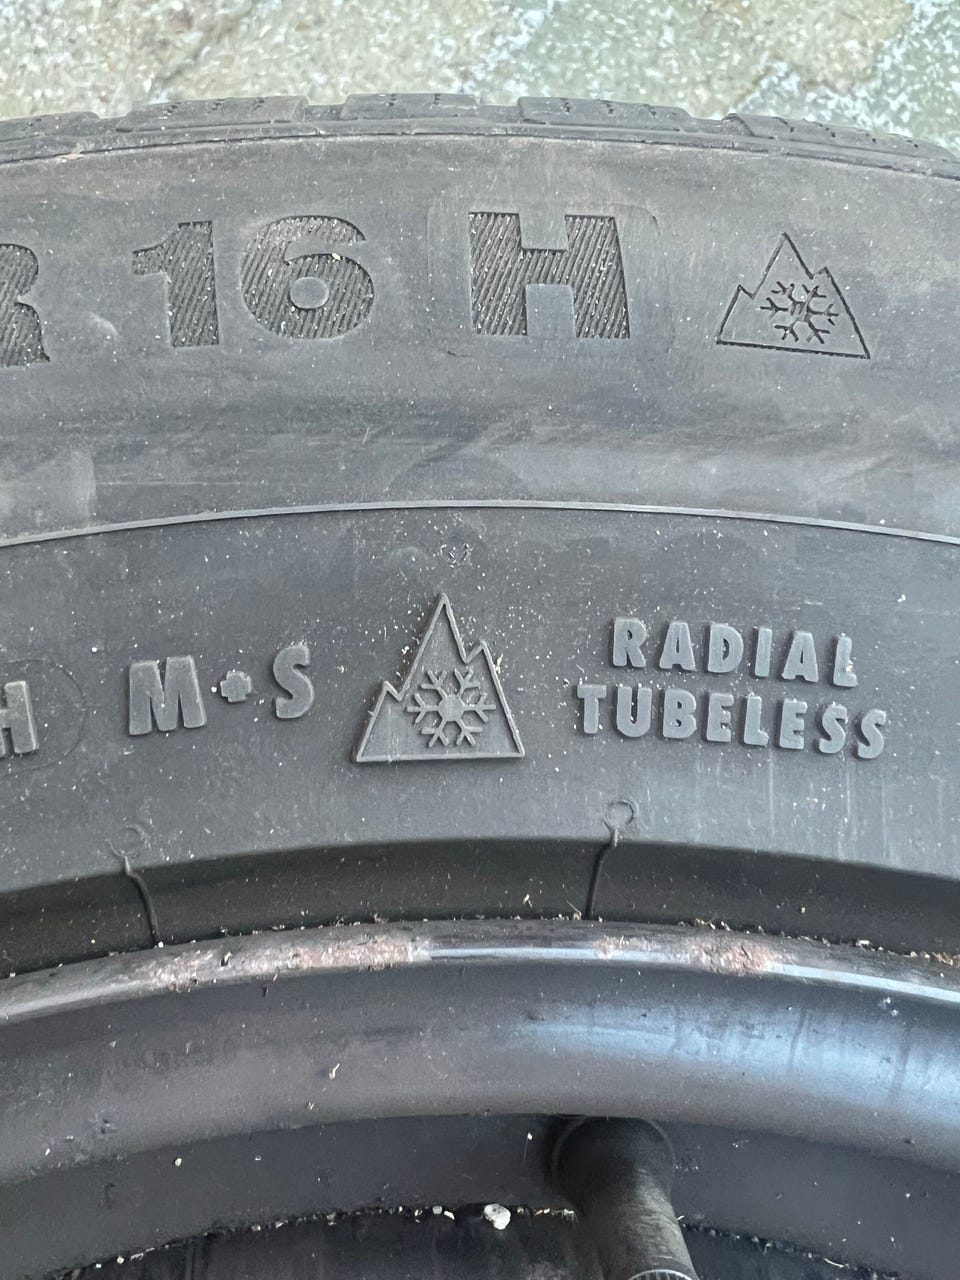 R 16 H
H M+S
RADIAL
TUBELESS